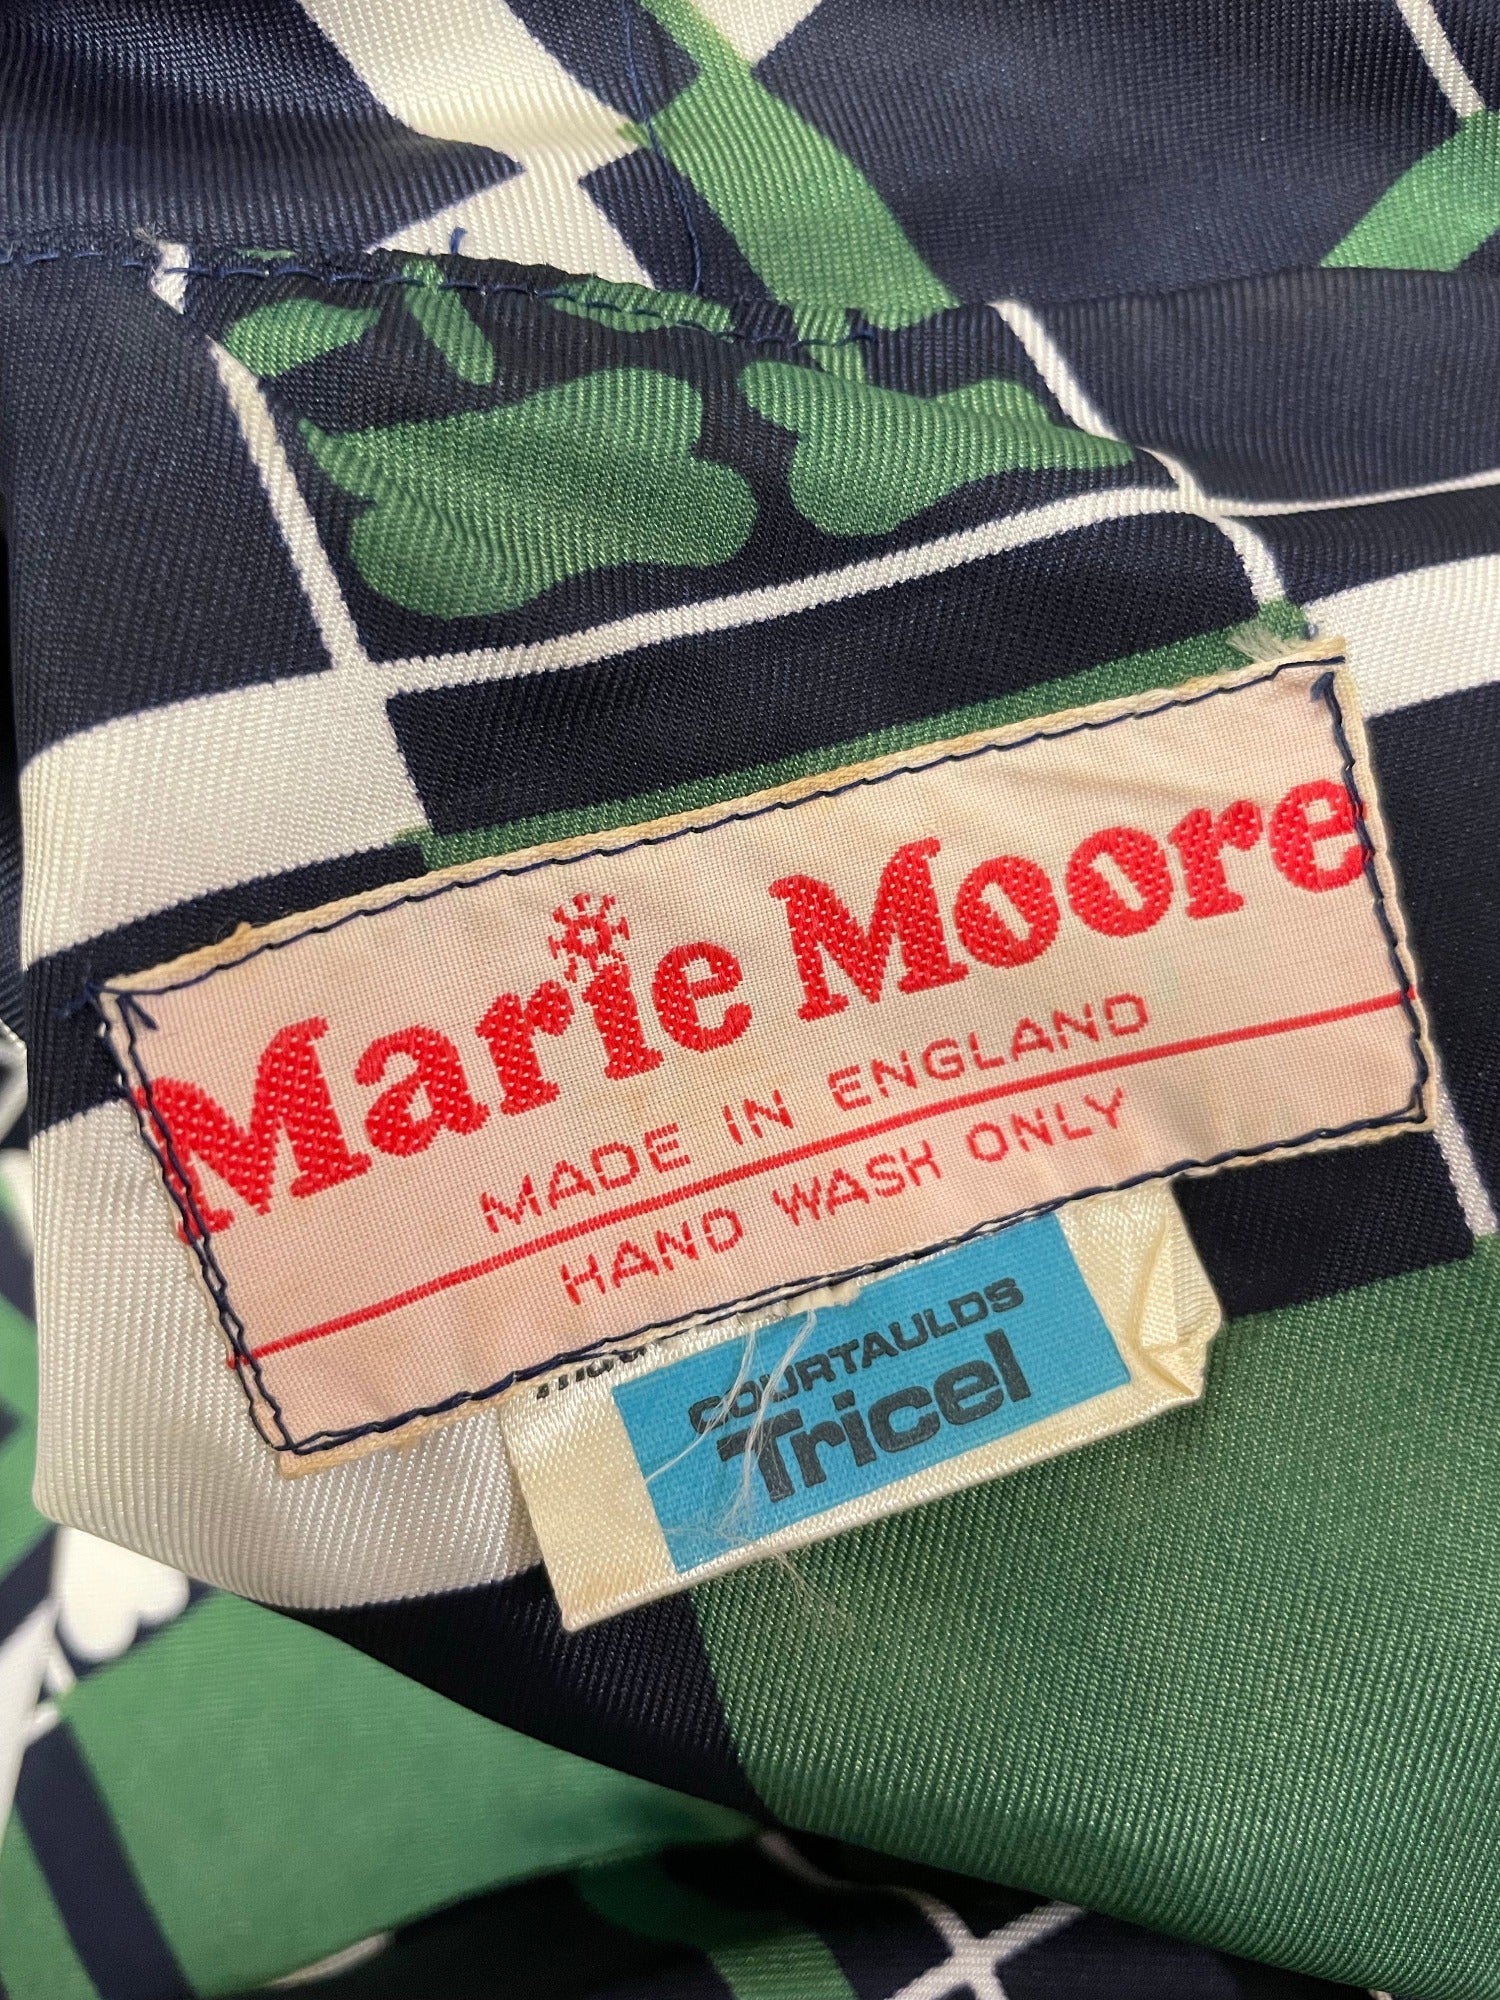 Marie Moore
MADE IN ENGLAND
HAND WASH ONLY
COURTAULDS
Tricel